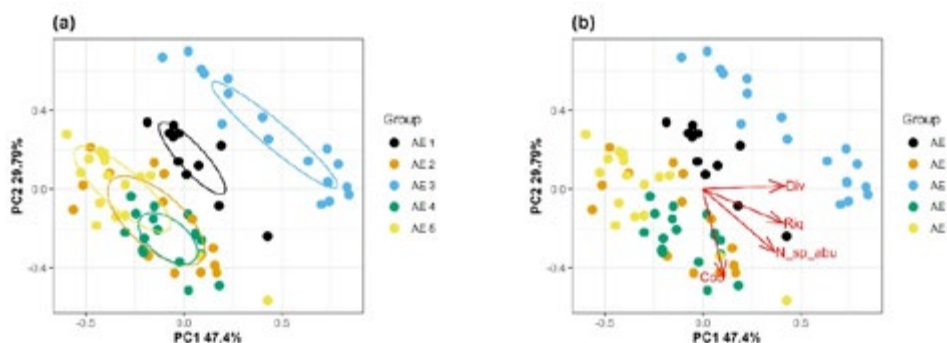 (a)
PC2 29.79%
0.4
0.0
-0.4
-0.5
0.0
0.5
PC1 47.4%
Group
AE 1
AE 2
AE 3
AE 4
AE 5
(b)
PC2 29.79%
0.4
0.0
-0.4
Div
Riq
N_sp_abu
-0.5
0.0
0.5
PC1 47.4%
Group
AE
AE
AE
AE
AE